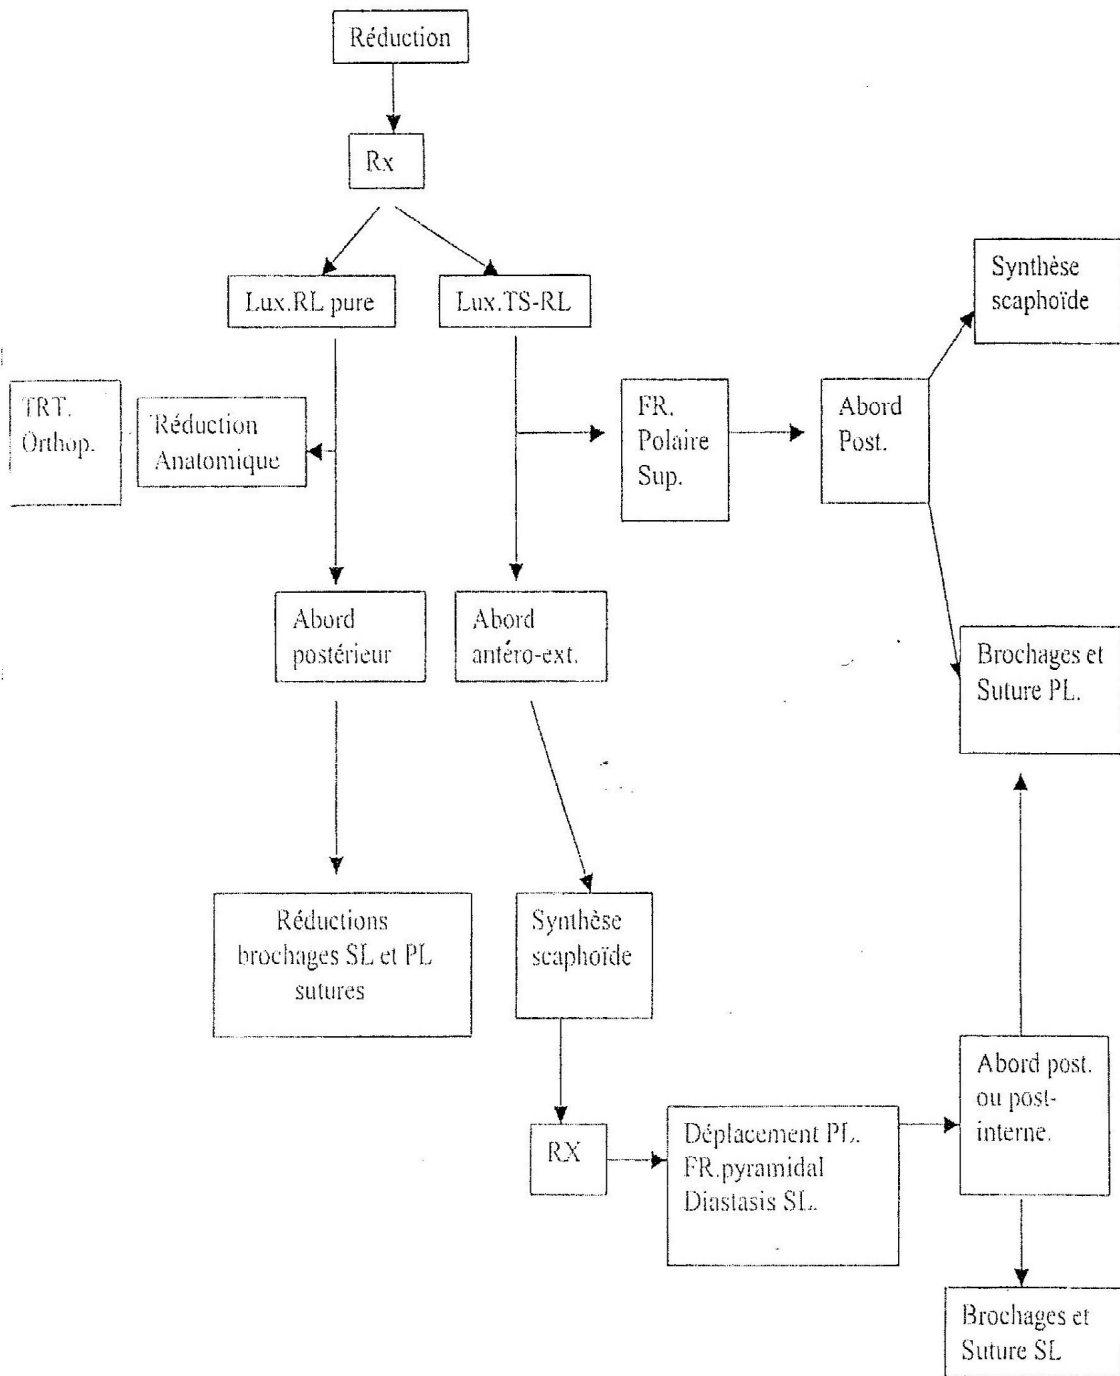 Réduction
Rx
Lux.RL pure
Lux.TS-RL
Synthèse
scaphoïde
TRT.
Orthop.
Réduction
Anatomique
FR.
Polaire
Sup.
Abord
Post.
Abord
postérieur
Abord
antéro-ext.
Brochages et
Suture PL.
Réductions
brochages SL et PL
sutures
Synthèse
scaphoïde
RX
Déplacement PL.
FR.pyramidal
Diastasis SL.
Abord post.
ou post-
interne.
Brochages et
Suture SL